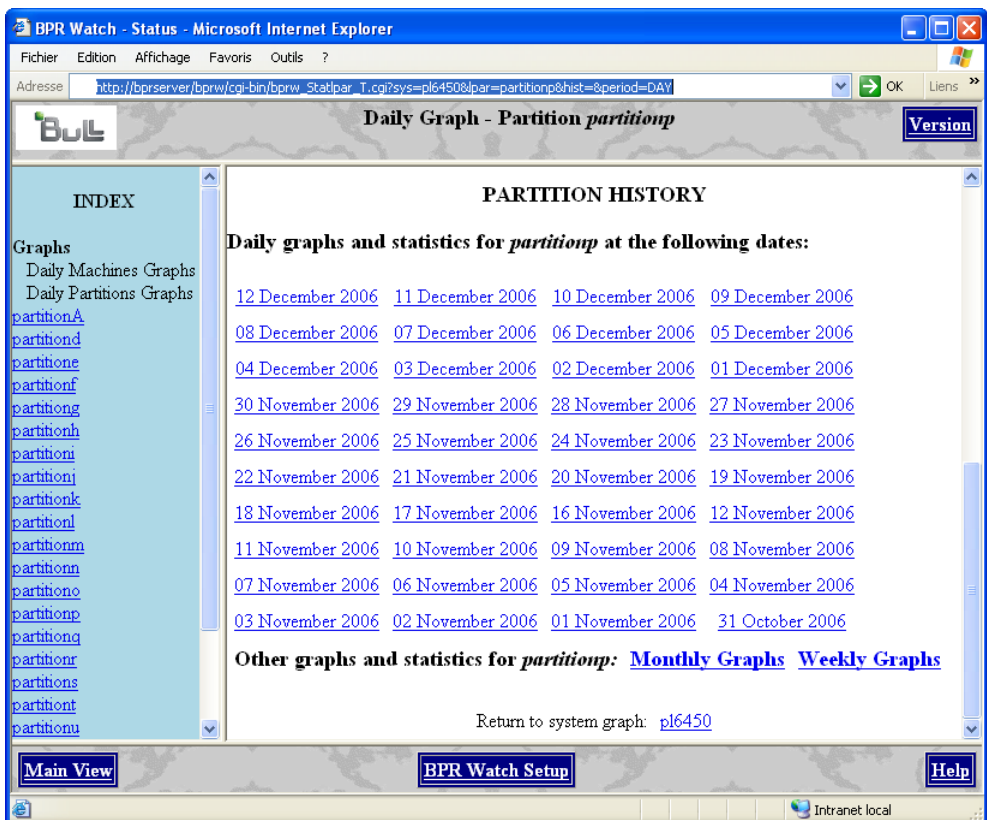 BPR Watch - Status - Microsoft Internet Explorer
Fichier Edition Affichage Favoris Outils ?
Adresse http://bprserver/bprw/cgi-bin/bprw_Statlpar_T.cgi?sys=pl6450&lpar=partitionp&hist=&period=DAY OK Liens »
Bull
Daily Graph - Partition partitionp
Version
INDEX
Graphs
Daily Machines Graphs
Daily Partitions Graphs
partitionA
partitiond
partitione
partitionf
partitiong
partitionh
partitioni
partitionj
partitionk
partitionl
partitionm
partitionn
partitiono
partitionp
partitionq
partitionr
partitions
partitiont
partitionu
PARTITION HISTORY
Daily graphs and statistics for partitionp at the following dates:
12 December 2006 11 December 2006 10 December 2006 09 December 2006
08 December 2006 07 December 2006 06 December 2006 05 December 2006
04 December 2006 03 December 2006 02 December 2006 01 December 2006
30 November 2006 29 November 2006 28 November 2006 27 November 2006
26 November 2006 25 November 2006 24 November 2006 23 November 2006
22 November 2006 21 November 2006 20 November 2006 19 November 2006
18 November 2006 17 November 2006 16 November 2006 12 November 2006
11 November 2006 10 November 2006 09 November 2006 08 November 2006
07 November 2006 06 November 2006 05 November 2006 04 November 2006
03 November 2006 02 November 2006 01 November 2006 31 October 2006
Other graphs and statistics for partitionp: Monthly Graphs Weekly Graphs
Return to system graph: pl6450
Main View BPR Watch Setup Help
Intranet local